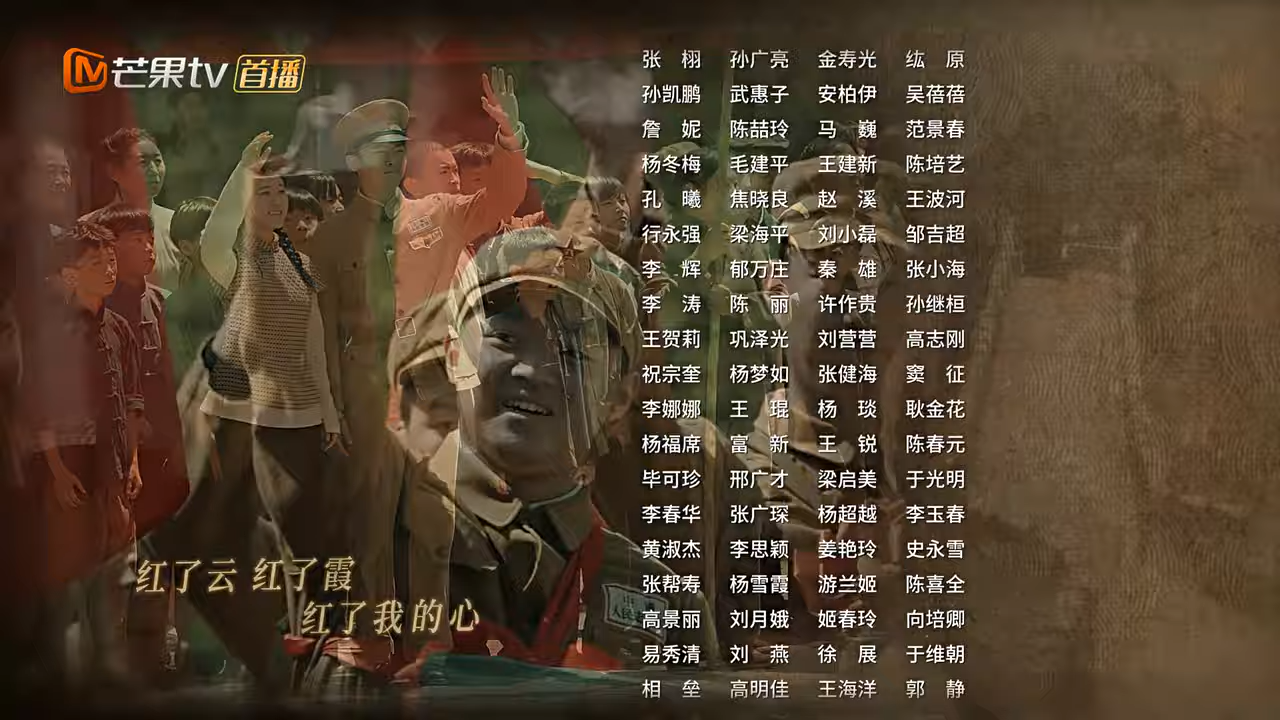 芒果tv 首播
张　栩　孙广亮　金寿光　纮　原
孙凯鹏　武惠子　安柏伊　吴蓓蓓
詹　妮　陈喆玲　马　巍　范景春
杨冬梅　毛建平　王建新　陈培艺
孔　曦　焦晓良　赵　溪　王波河
行永强　梁海平　刘小磊　邹吉超
李　辉　郁万庄　秦　雄　张小海
李　涛　陈　丽　许作贵　孙继桓
王贺莉　巩泽光　刘营营　高志刚
祝宗奎　杨梦如　张健海　窦　征
李娜娜　王　琨　杨　琰　耿金花
杨福席　富　新　王　锐　陈春元
毕可珍　邢广才　梁启美　于光明
李春华　张广琛　杨超越　李玉春
黄淑杰　李思颖　姜艳玲　史永雪
张帮寿　杨雪霞　游兰姬　陈喜全
高景丽　刘月娥　姬春玲　向培卿
易秀清　刘　燕　徐　展　于维朝
相　垒　高明佳　王海洋　郭　静
红了云 红了霞
红了我的心